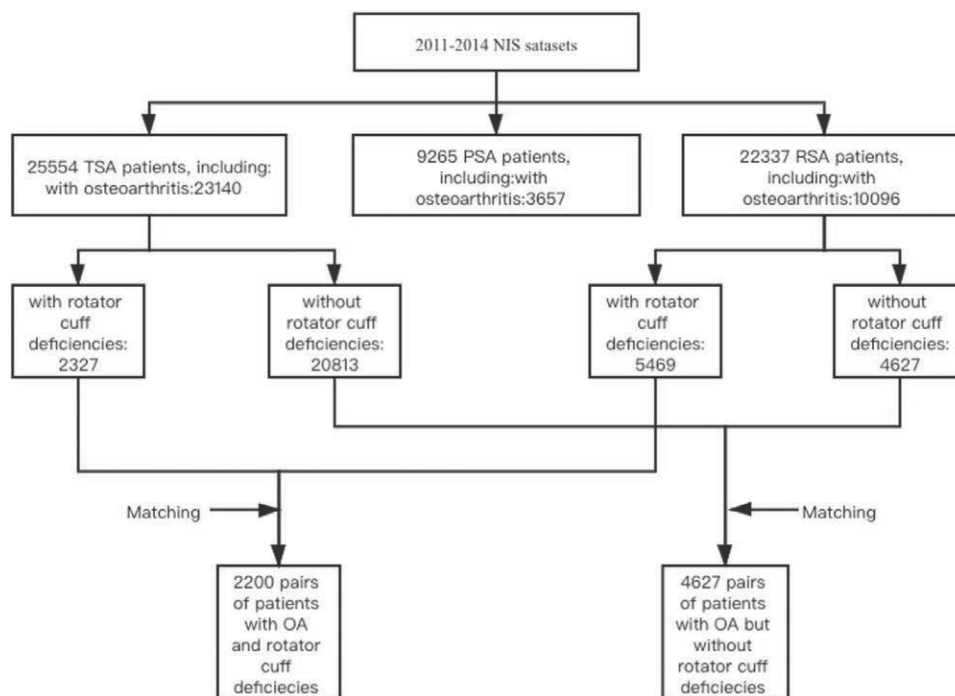 2011-2014 NIS satasets
25554 TSA patients, including:
with osteoarthritis:23140
9265 PSA patients,
including:with
osteoarthritis:3657
22337 RSA patients,
including:with
osteoarthritis:10096
with rotator
cuff
deficiencies:
2327
without
rotator cuff
deficiencies:
20813
with rotator
cuff
deficiencies:
5469
without
rotator cuff
deficiencies:
4627
Matching
Matching
2200 pairs
of patients
with OA
and rotator
cuff
deficiecies
4627 pairs
of patients
with OA but
without
rotator cuff
deficiecies